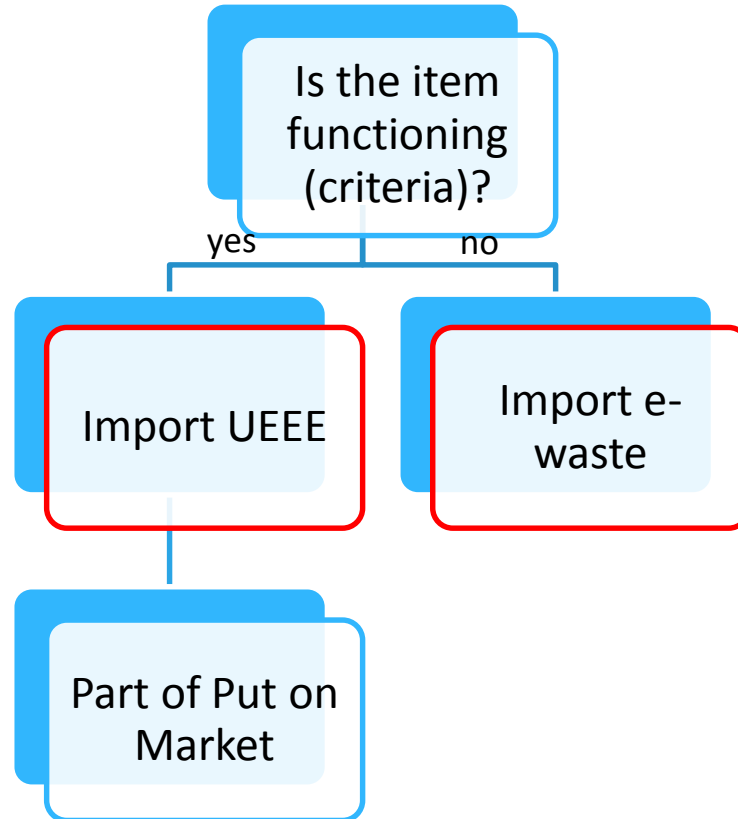 Is the item
functioning
(criteria)?
yes
no
Import UEEE
Import e-
waste
Part of Put on
Market